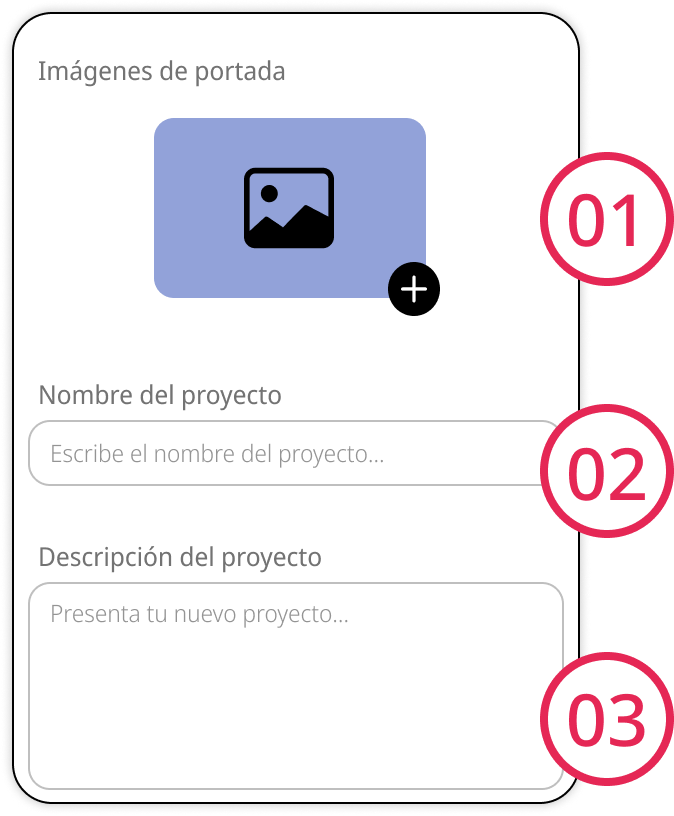 Imágenes de portada
01
Nombre del proyecto
Escribe el nombre del proyecto...
02
Descripción del proyecto
Presenta tu nuevo proyecto...
03